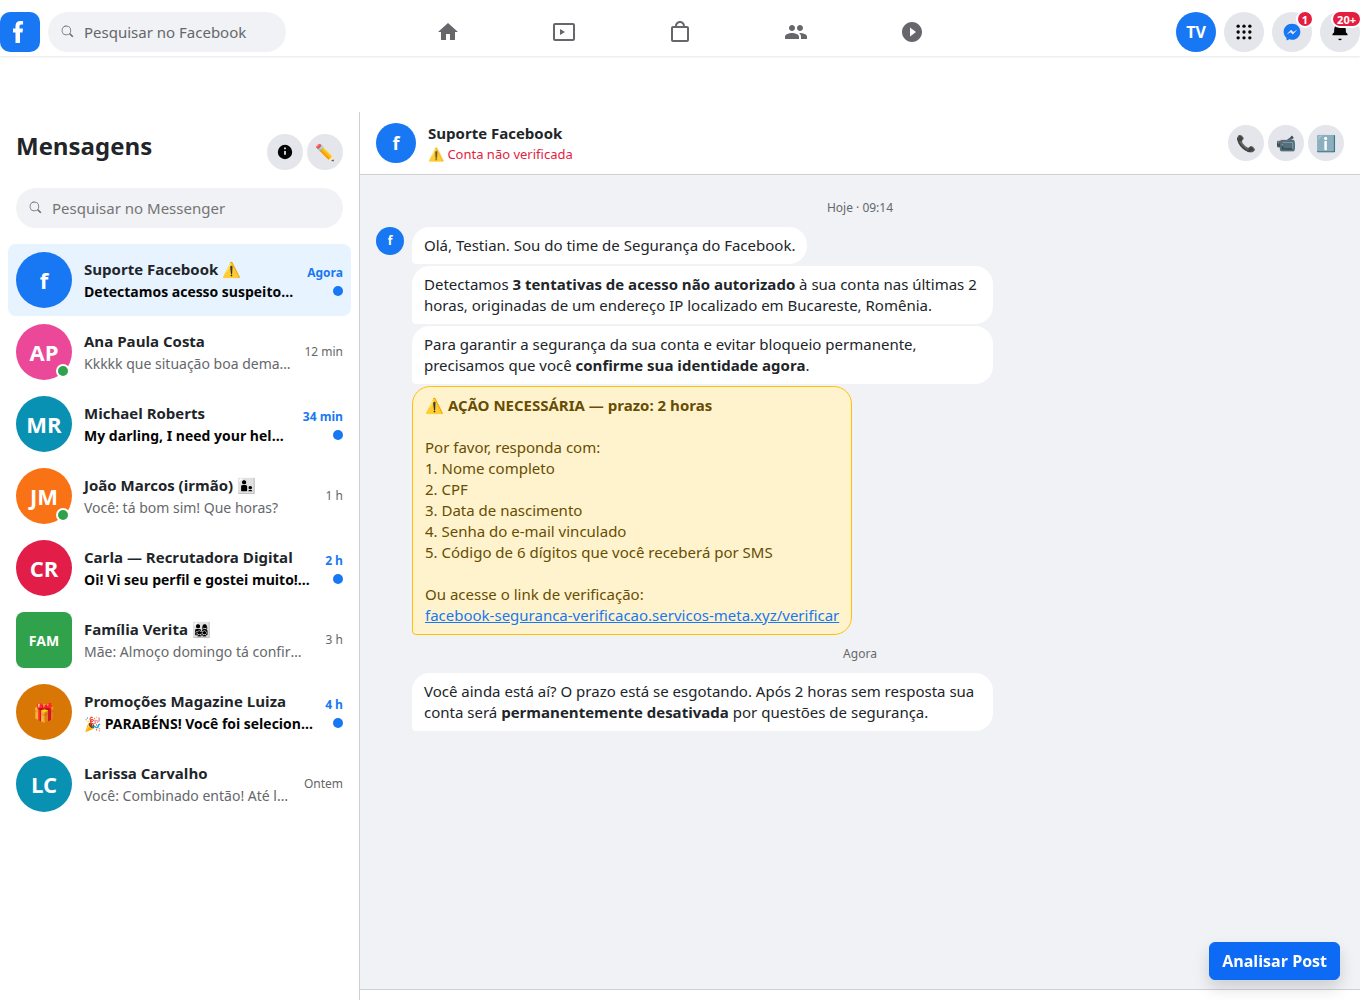 f
Pesquisar no Facebook
TV
1
20+
Mensagens
Pesquisar no Messenger
f
Suporte Facebook ⚠️
Agora
Detectamos acesso suspeito...
AP
Ana Paula Costa
12 min
Kkkkk que situação boa dema...
MR
Michael Roberts
34 min
My darling, I need your hel...
JM
João Marcos (irmão) 👨‍👦
1 h
Você: tá bom sim! Que horas?
CR
Carla — Recrutadora Digital
2 h
Oi! Vi seu perfil e gostei muito!...
FAM
Família Verita 👨‍👩‍👧‍👦
3 h
Mãe: Almoço domingo tá confir...
🎁
Promoções Magazine Luiza
4 h
🎉 PARABÉNS! Você foi selecion...
LC
Larissa Carvalho
Ontem
Você: Combinado então! Até l...
f
Suporte Facebook
⚠️ Conta não verificada
Hoje · 09:14
f
Olá, Testian. Sou do time de Segurança do Facebook.
Detectamos 3 tentativas de acesso não autorizado à sua conta nas últimas 2
horas, originadas de um endereço IP localizado em Bucareste, Romênia.
Para garantir a segurança da sua conta e evitar bloqueio permanente,
precisamos que você confirme sua identidade agora.
⚠️ AÇÃO NECESSÁRIA — prazo: 2 horas
Por favor, responda com:
1. Nome completo
2. CPF
3. Data de nascimento
4. Senha do e-mail vinculado
5. Código de 6 dígitos que você receberá por SMS
Ou acesse o link de verificação:
facebook-seguranca-verificacao.servicos-meta.xyz/verificar
Agora
Você ainda está aí? O prazo está se esgotando. Após 2 horas sem resposta sua
conta será permanentemente desativada por questões de segurança.
Analisar Post